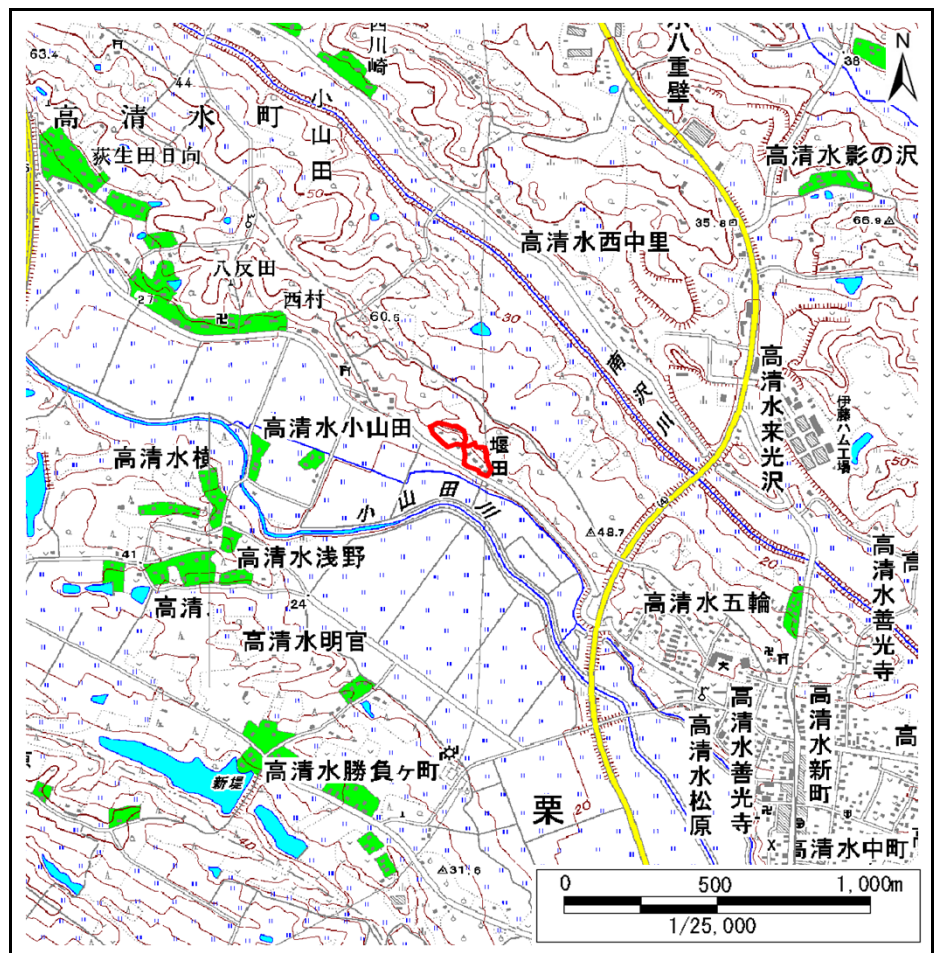 N
63.4
44
西川崎
小山田
小八重壁
38
高清水町
荻生田日向
高清水影の沢
50
35.8
66.9
高清水西中里
八反田
27
西村
60.5
30
南沢川
高清水来光沢
伊藤ハム工場
50
高清水小山田
堰田
小山田川
48.7
高清水浅野
41
20
高清水善光寺
高清
24
高清水五輪
高清水明官
高清水松原
高清水善光寺
高清水新町
高
新堤
高清水勝負ヶ町
栗
20
40
31.6
高清水中町
0 500 1,000m
1/25,000